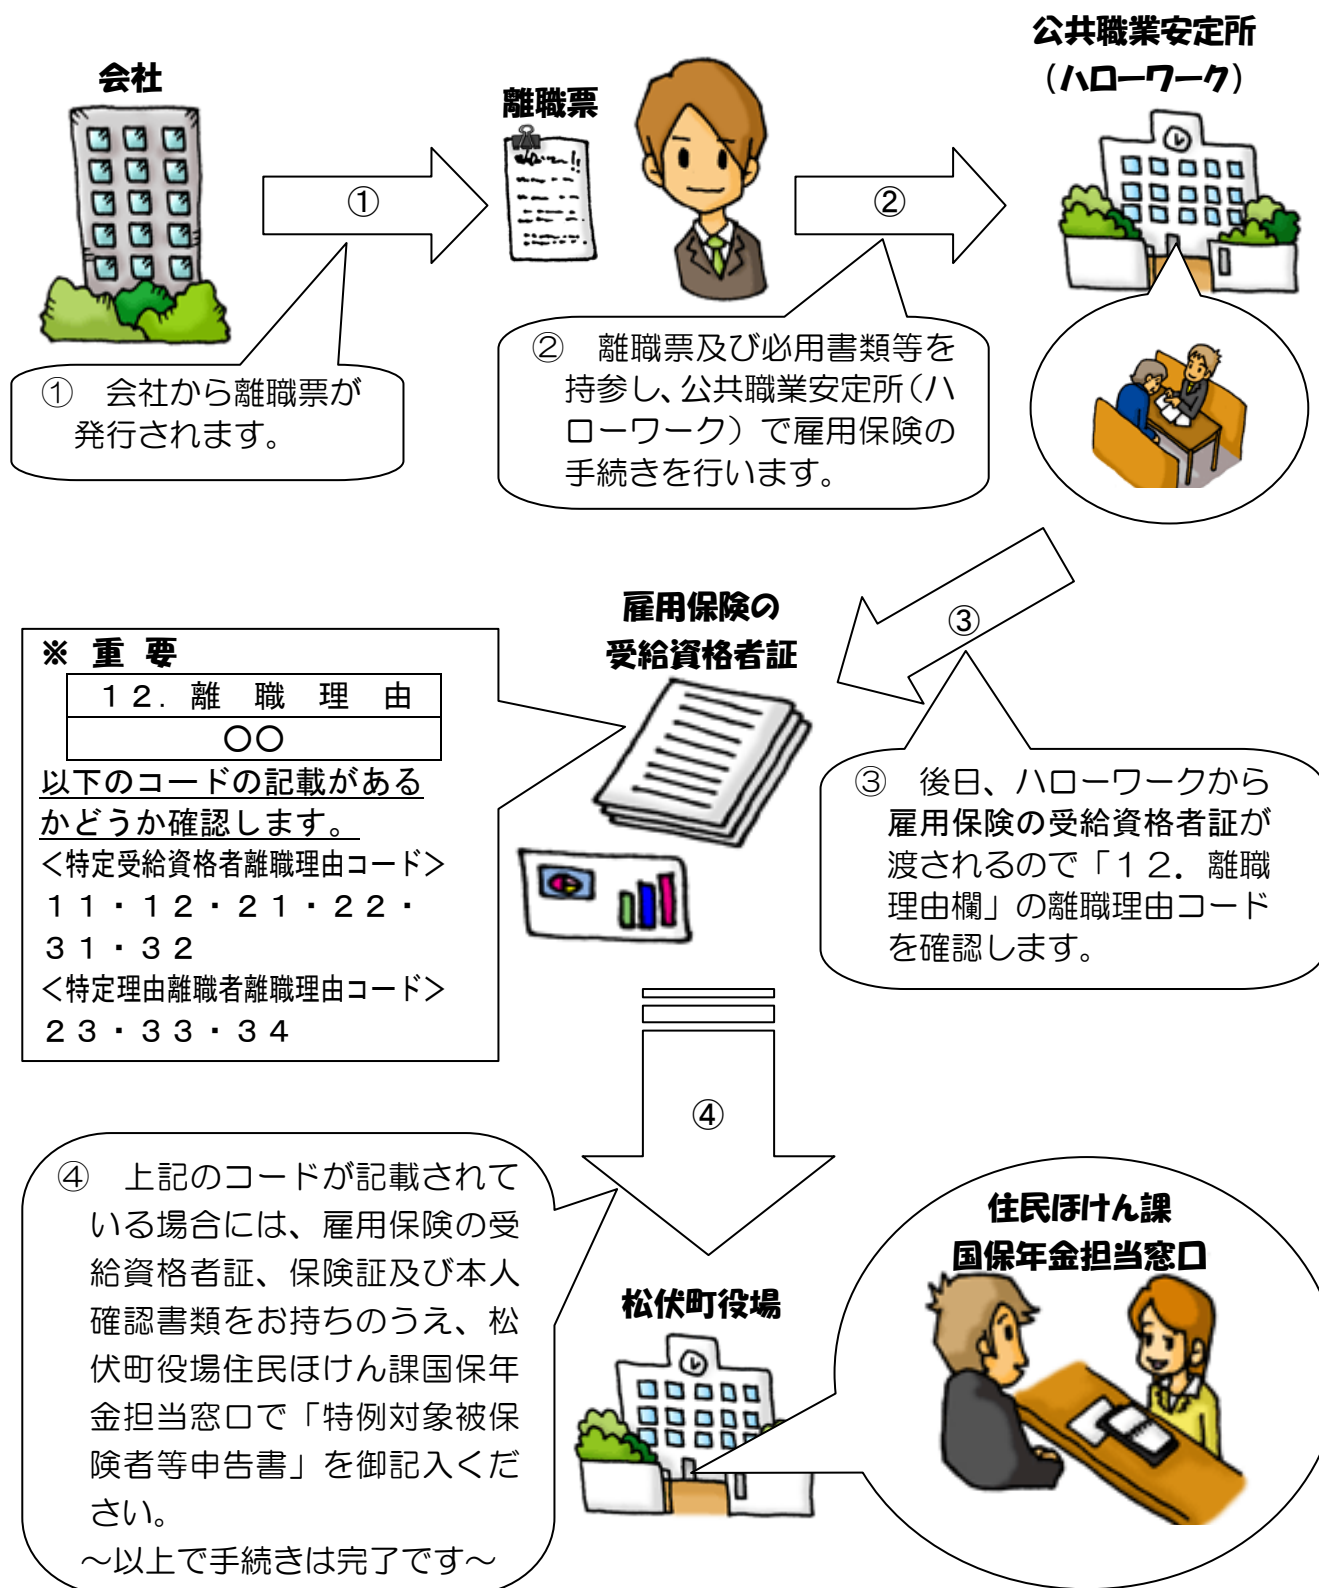 会社
離職票
公共職業安定所
（ハローワーク）
①
②
① 会社から離職票が
発行されます。
② 離職票及び必用書類等を
持参し、公共職業安定所（ハ
ローワーク）で雇用保険の
手続きを行います。
③
雇用保険の
受給資格者証
※ 重 要
１２．離 職 理 由
〇〇
以下のコードの記載がある
かどうか確認します。
＜特定受給資格者離職理由コード＞
１１・１２・２１・２２・
３１・３２
＜特定理由離職者離職理由コード＞
２３・３３・３４
③ 後日、ハローワークから
雇用保険の受給資格者証が
渡されるので「１２．離職
理由欄」の離職理由コード
を確認します。
④
④ 上記のコードが記載されて
いる場合には、雇用保険の受
給資格者証、保険証及び本人
確認書類をお持ちのうえ、松
伏町役場住民ほけん課国保年
金担当窓口で「特例対象被保
険者等申告書」を御記入くだ
さい。
～以上で手続きは完了です～
松伏町役場
住民ほけん課
国保年金担当窓口